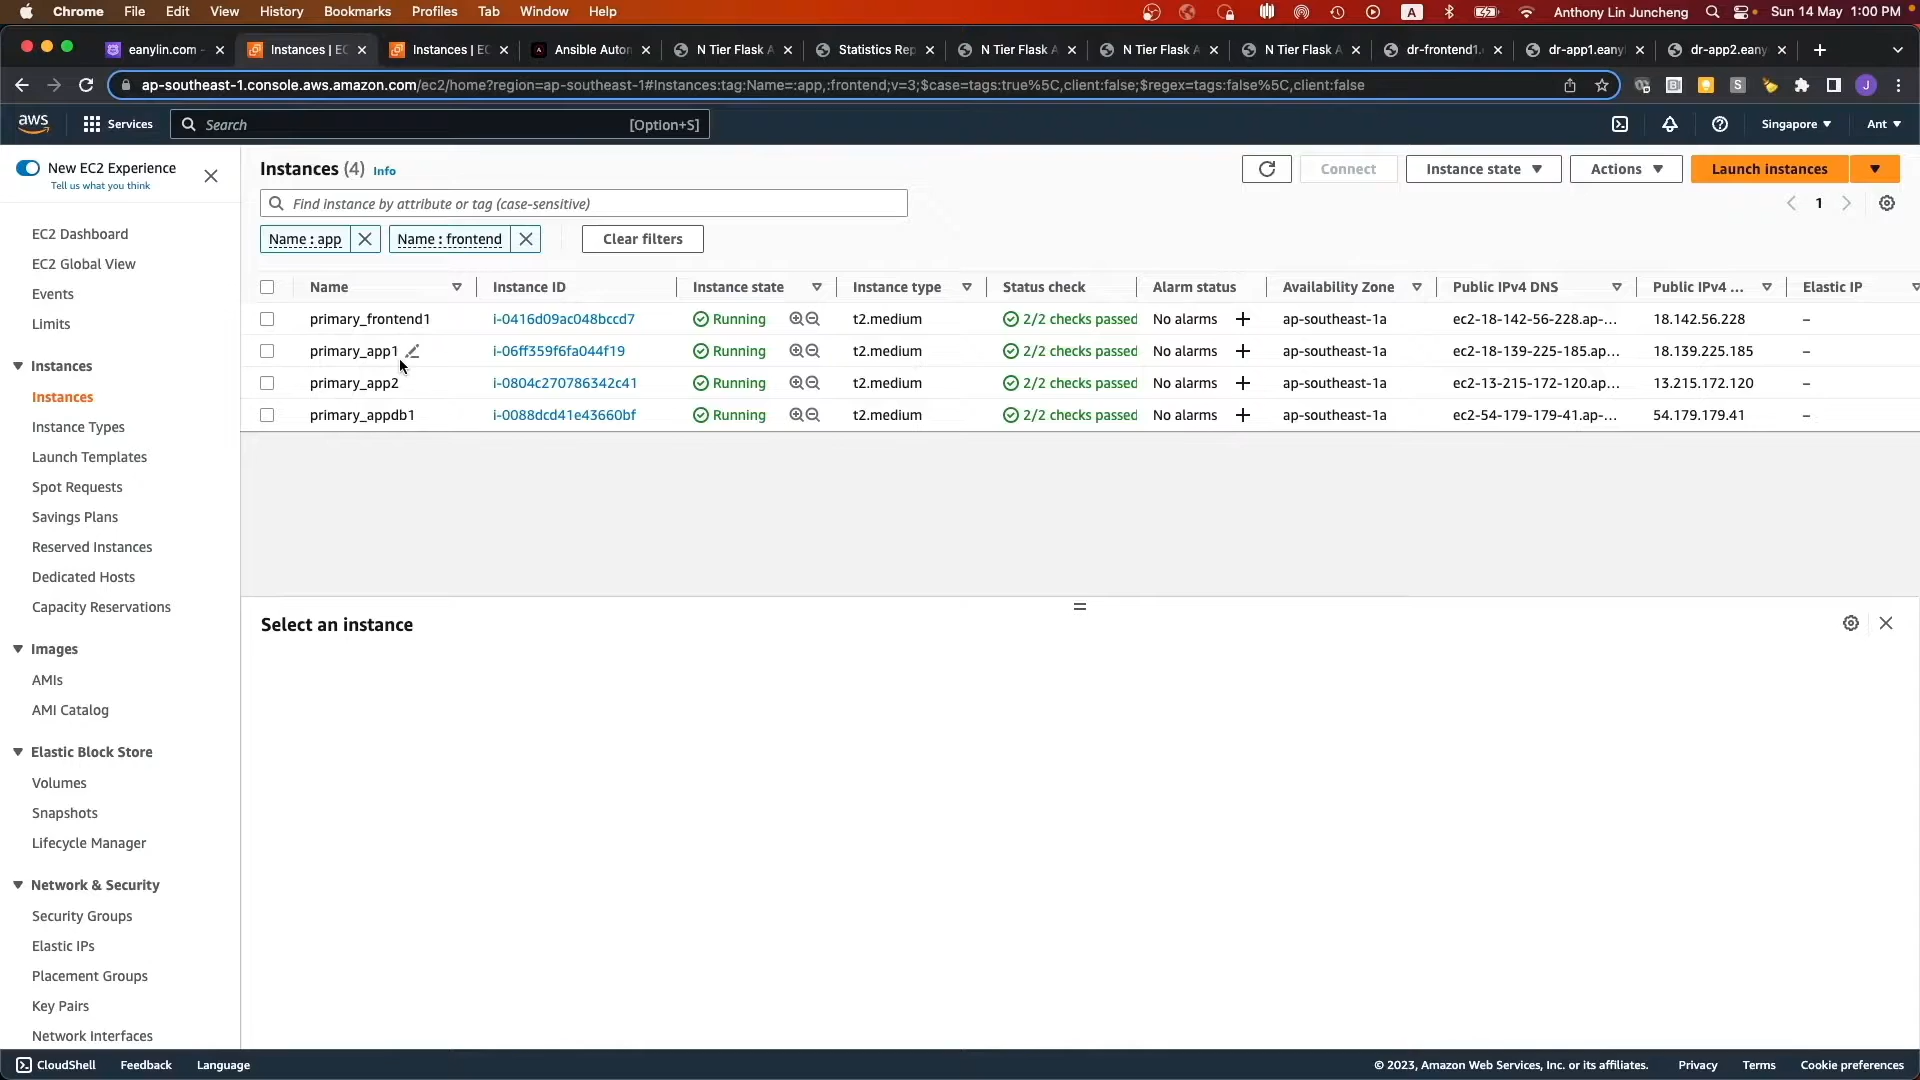 Chrome File Edit View History Bookmarks Profiles Tab Window Help A Anthony Lin Juncheng Sun 14 May 1:00 PM
eanylin.com - Instances | EC Instances | EC Ansible Auton N Tier Flask A Statistics Rep N Tier Flask A N Tier Flask A N Tier Flask A dr-frontend1. dr-app1.eany dr-app2.eany
ap-southeast-1.console.aws.amazon.com/ec2/home?region=ap-southeast-1#Instances:tag:Name=:app,:frontend;v=3;$case=tags:true%5C,client:false;$regex=tags:false%5C,client:false
aws Services Search [Option+S] Singapore Ant
New EC2 Experience
Tell us what you think
EC2 Dashboard
EC2 Global View
Events
Limits
Instances
Instances
Instance Types
Launch Templates
Spot Requests
Savings Plans
Reserved Instances
Dedicated Hosts
Capacity Reservations
Images
AMIs
AMI Catalog
Elastic Block Store
Volumes
Snapshots
Lifecycle Manager
Network & Security
Security Groups
Elastic IPs
Placement Groups
Key Pairs
Network Interfaces
Instances (4) Info Connect Instance state Actions Launch instances
Find instance by attribute or tag (case-sensitive) 1
Name : app Name : frontend Clear filters
Name Instance ID Instance state Instance type Status check Alarm status Availability Zone Public IPv4 DNS Public IPv4 ... Elastic IP
primary_frontend1 i-0416d09ac048bccd7 Running t2.medium 2/2 checks passed No alarms ap-southeast-1a ec2-18-142-56-228.ap-... 18.142.56.228 –
primary_app1 i-06ff359f6fa044f19 Running t2.medium 2/2 checks passed No alarms ap-southeast-1a ec2-18-139-225-185.ap... 18.139.225.185 –
primary_app2 i-0804c270786342c41 Running t2.medium 2/2 checks passed No alarms ap-southeast-1a ec2-13-215-172-120.ap... 13.215.172.120 –
primary_appdb1 i-0088dcd41e43660bf Running t2.medium 2/2 checks passed No alarms ap-southeast-1a ec2-54-179-179-41.ap-... 54.179.179.41 –
Select an instance
CloudShell Feedback Language © 2023, Amazon Web Services, Inc. or its affiliates. Privacy Terms Cookie preferences